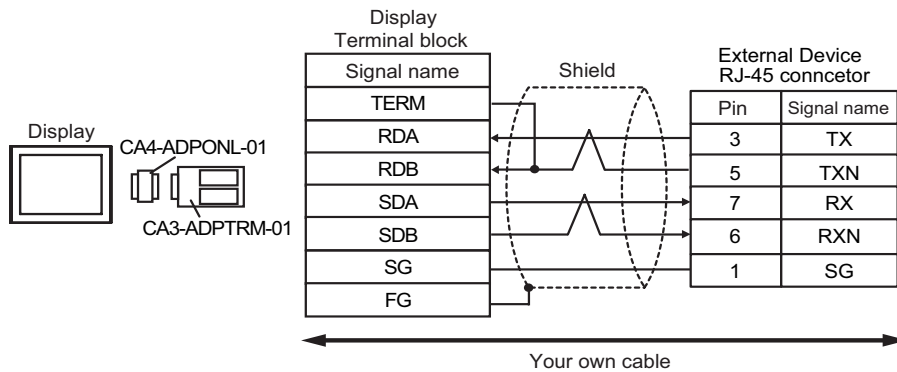 Display
Terminal block
Signal name
TERM
RDA
RDB
SDA
SDB
SG
FG
Shield
External Device
RJ-45 conncetor
Pin Signal name
3 TX
5 TXN
7 RX
6 RXN
1 SG
Display
CA4-ADPONL-01
CA3-ADPTRM-01
Your own cable